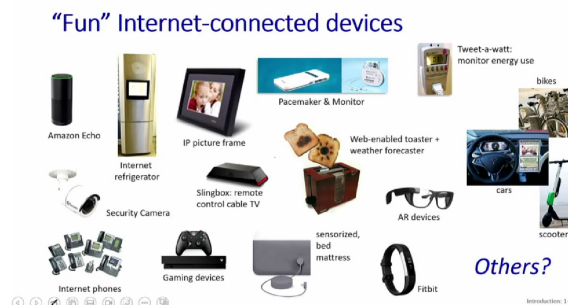 “Fun” Internet-connected devices
Amazon Echo
Internet
refrigerator
IP picture frame
Pacemaker & Monitor
Tweet-a-watt:
monitor energy use
bikes
Web-enabled toaster +
weather forecaster
Slingbox: remote
control cable TV
Security Camera
AR devices
cars
scooter
Internet phones
Gaming devices
sensorized,
bed
mattress
Fitbit
Others?
Introduction: 1-